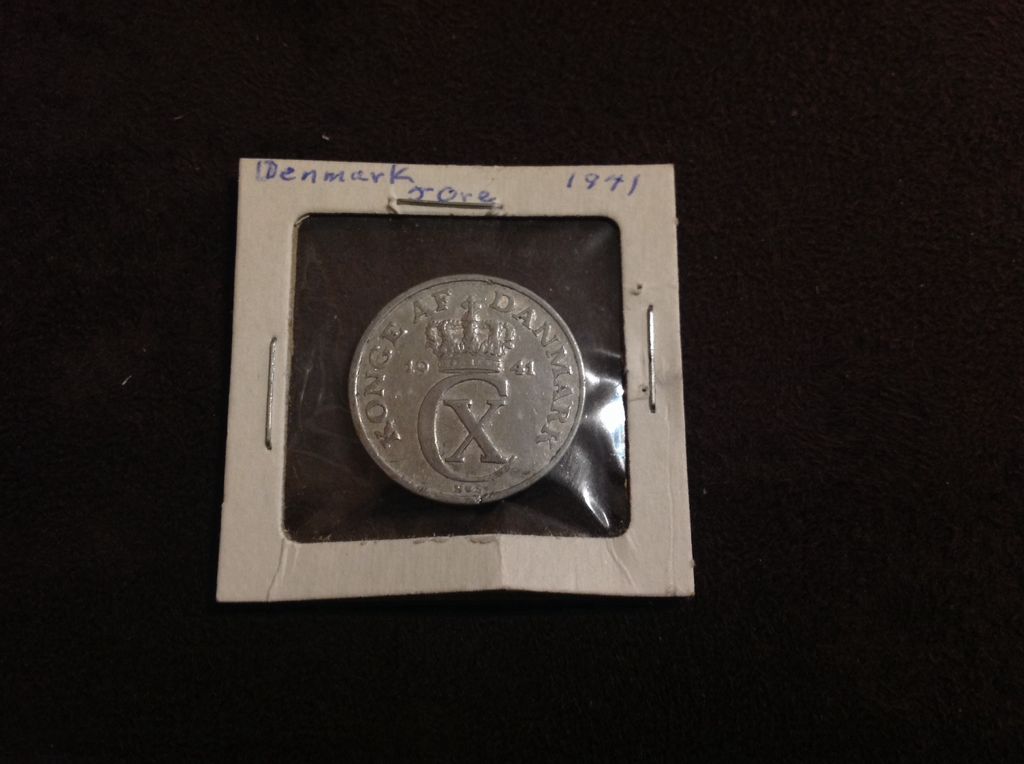 Denmark 1941
5 Ore
KONGE AF DANMARK
19 41
CX